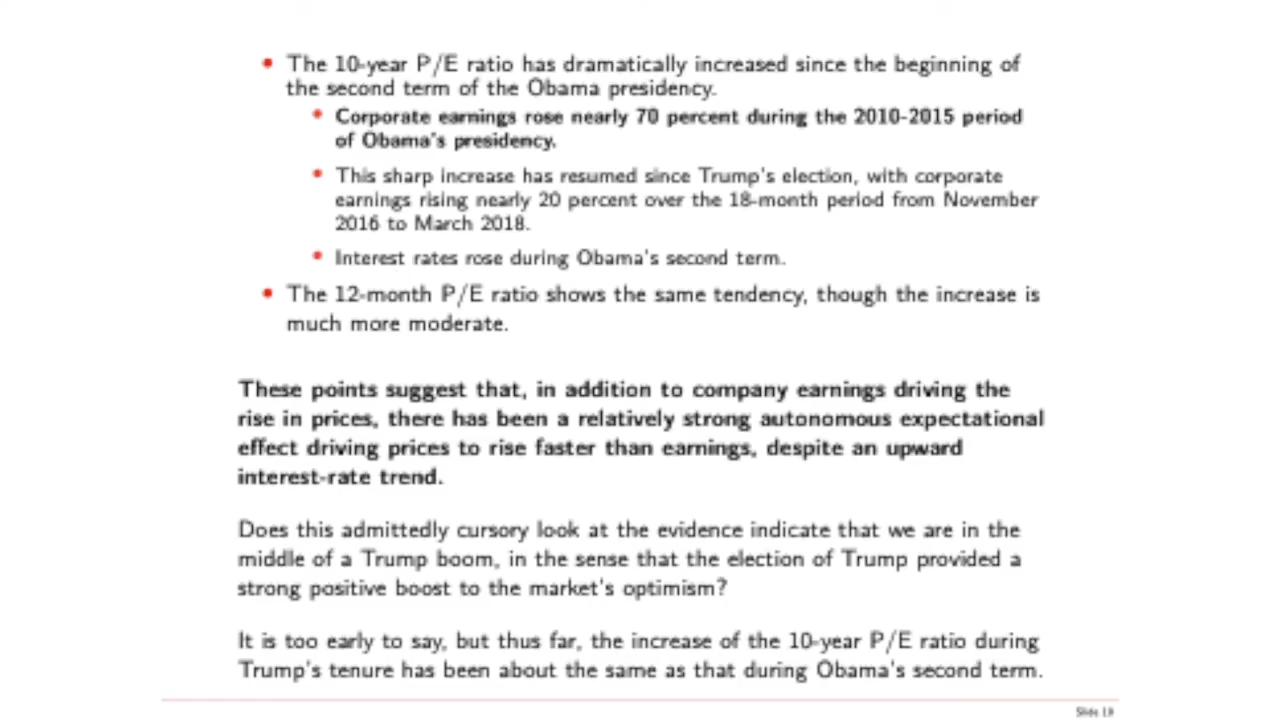 • The 10-year P/E ratio has dramatically increased since the beginning of
the second term of the Obama presidency.
• Corporate earnings rose nearly 70 percent during the 2010-2015 period
of Obama's presidency.
• This sharp increase has resumed since Trump's election, with corporate
earnings rising nearly 20 percent over the 18-month period from November
2016 to March 2018.
• Interest rates rose during Obama's second term.
• The 12-month P/E ratio shows the same tendency, though the increase is
much more moderate.
These points suggest that, in addition to company earnings driving the
rise in prices, there has been a relatively strong autonomous expectational
effect driving prices to rise faster than earnings, despite an upward
interest-rate trend.
Does this admittedly cursory look at the evidence indicate that we are in the
middle of a Trump boom, in the sense that the election of Trump provided a
strong positive boost to the market's optimism?
It is too early to say, but thus far, the increase of the 10-year P/E ratio during
Trump's tenure has been about the same as that during Obama's second term.
Slide 19